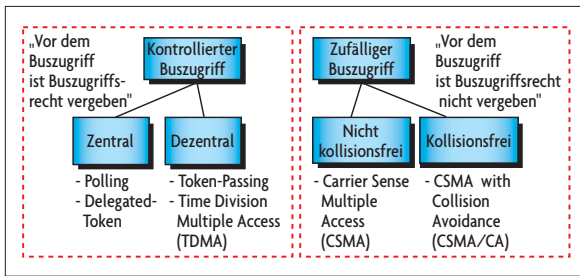 „Vor dem
Buszugriff
ist Buszugriffs-
recht vergeben"
Kontrollierter
Buszugriff
Zentral
- Polling
- Delegated-
Token
Dezentral
- Token-Passing
- Time Division
Multiple Access
(TDMA)
Zufälliger
Buszugriff
„Vor dem
Buszugriff
ist Buszugriffsrecht
nicht vergeben"
Nicht
kollisionsfrei
- Carrier Sense
Multiple
Access
(CSMA)
Kollisionsfrei
- CSMA with
Collision
Avoidance
(CSMA/CA)